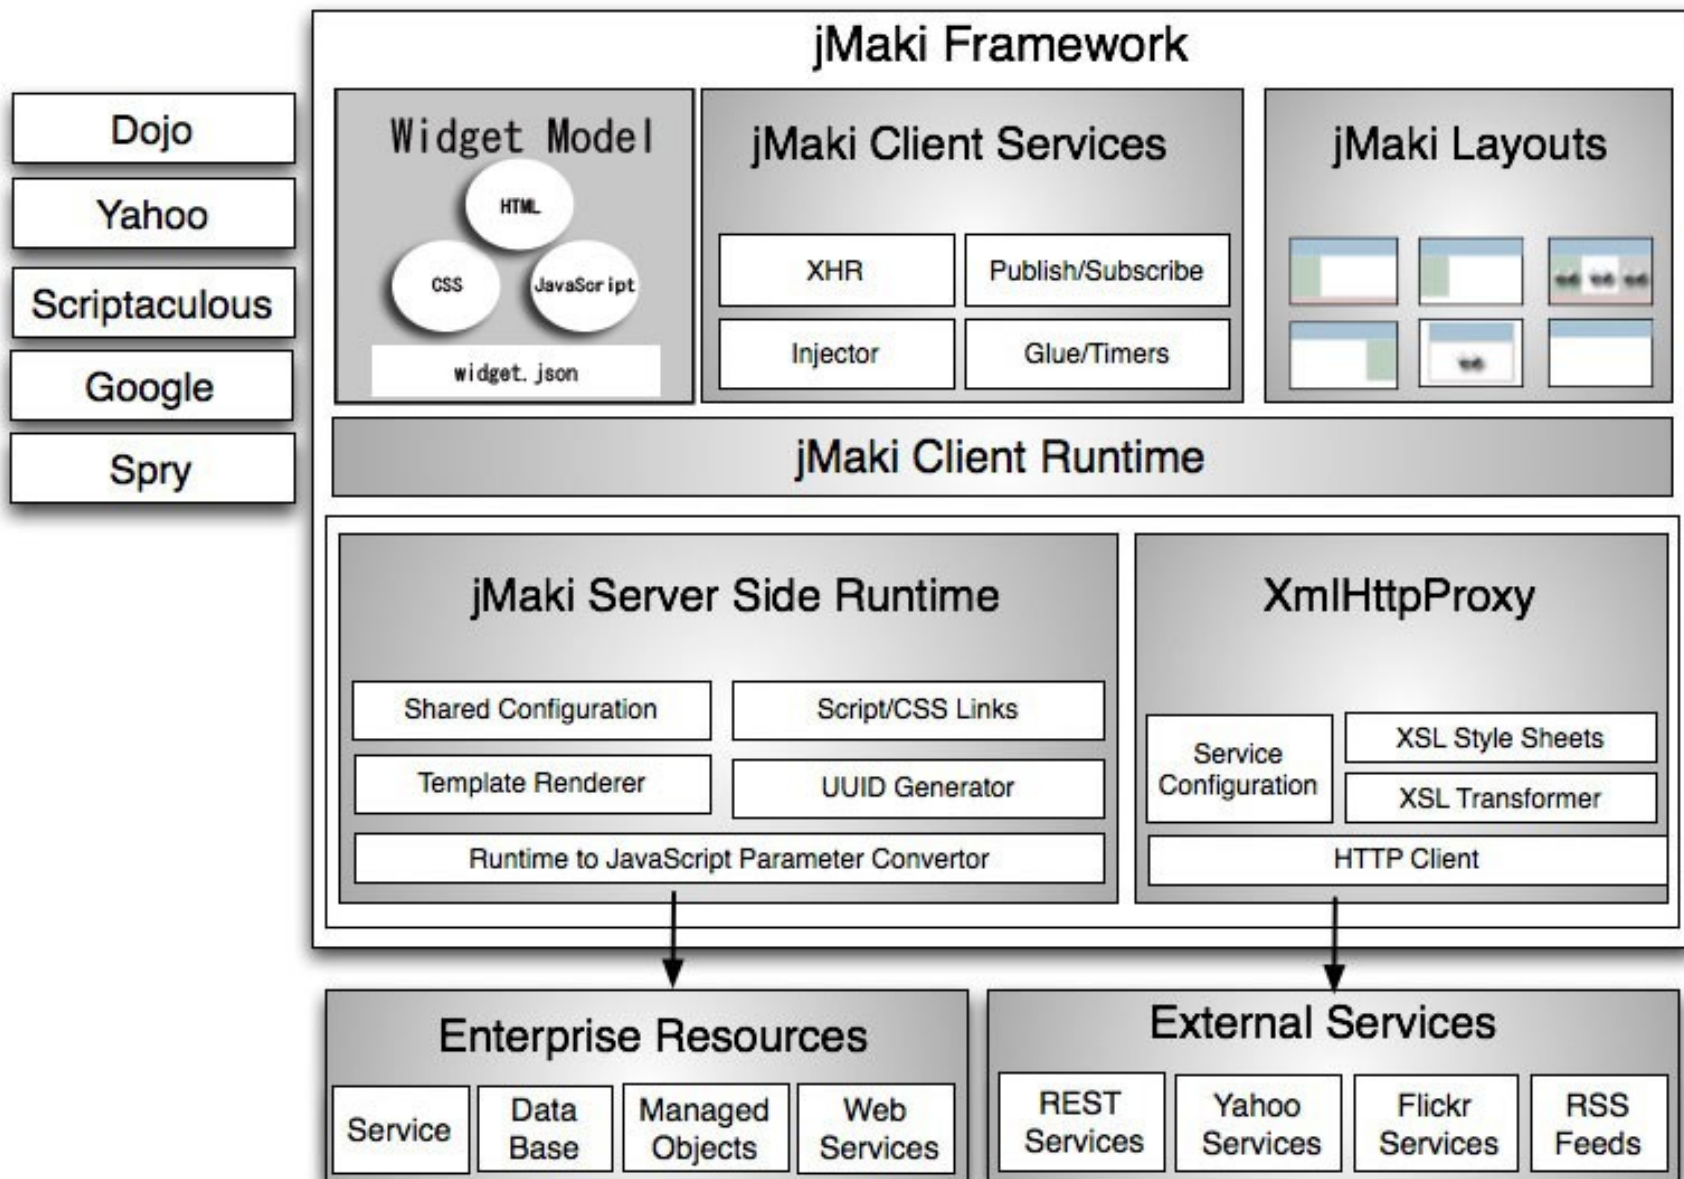 jMaki Framework
Dojo
Yahoo
Scriptaculous
Google
Spry
Widget Model
HTML
CSS
JavaScript
widget.json
jMaki Client Services
XHR
Publish/Subscribe
Injector
Glue/Timers
jMaki Layouts
jMaki Client Runtime
jMaki Server Side Runtime
Shared Configuration
Script/CSS Links
Template Renderer
UUID Generator
Runtime to JavaScript Parameter Convertor
XmlHttpProxy
Service
Configuration
XSL Style Sheets
XSL Transformer
HTTP Client
Enterprise Resources
Service
Data
Base
Managed
Objects
Web
Services
External Services
REST
Services
Yahoo
Services
Flickr
Services
RSS
Feeds